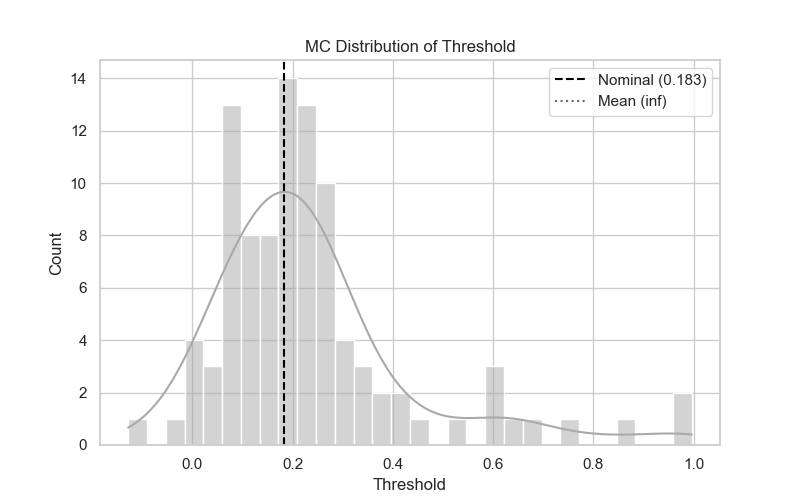 MC Distribution of Threshold
Nominal (0.183)
Mean (inf)
Count
14
12
10
8
6
4
2
0
0.0 0.2 0.4 0.6 0.8 1.0
Threshold